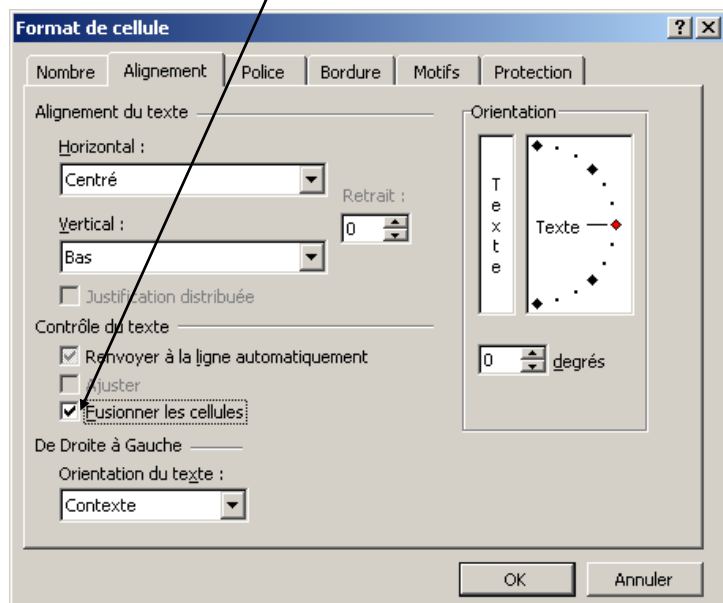 Format de cellule
Nombre Alignement Police Bordure Motifs Protection
Alignement du texte
Horizontal :
Centré
Retrait :
0
Vertical :
Bas
Justification distribuée
Contrôle du texte
Renvoyer à la ligne automatiquement
Ajuster
Fusionner les cellules
De Droite à Gauche
Orientation du texte :
Contexte
Orientation
Texte
Texte
0 degrés
OK Annuler